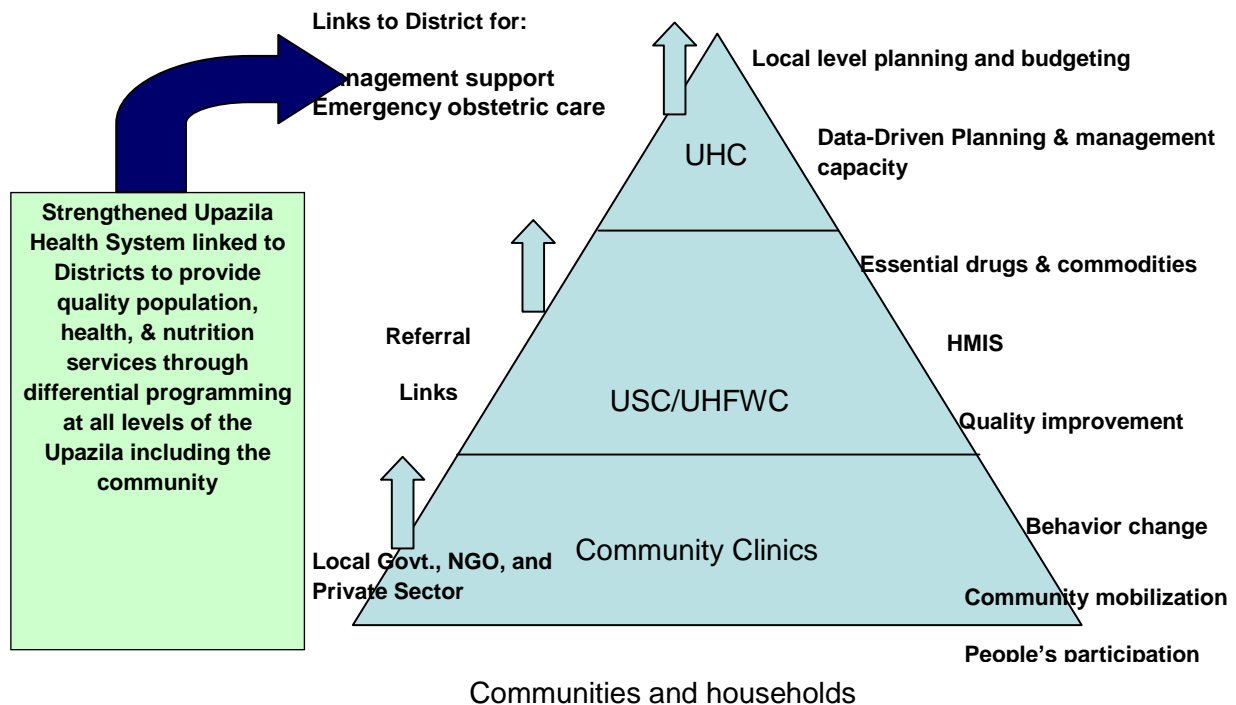 Links to District for:
nagement support
Emergency obstetric care
Strengthened Upazila
Health System linked to
Districts to provide
quality population,
health, & nutrition
services through
differential programming
at all levels of the
Upazila including the
community
Referral
Links
Local Govt., NGO, and
Private Sector
UHC
USC/UHFWC
Community Clinics
Local level planning and budgeting
Data-Driven Planning & management
capacity
Essential drugs & commodities
HMIS
Quality improvement
Behavior change
Community mobilization
People's participation
Communities and households